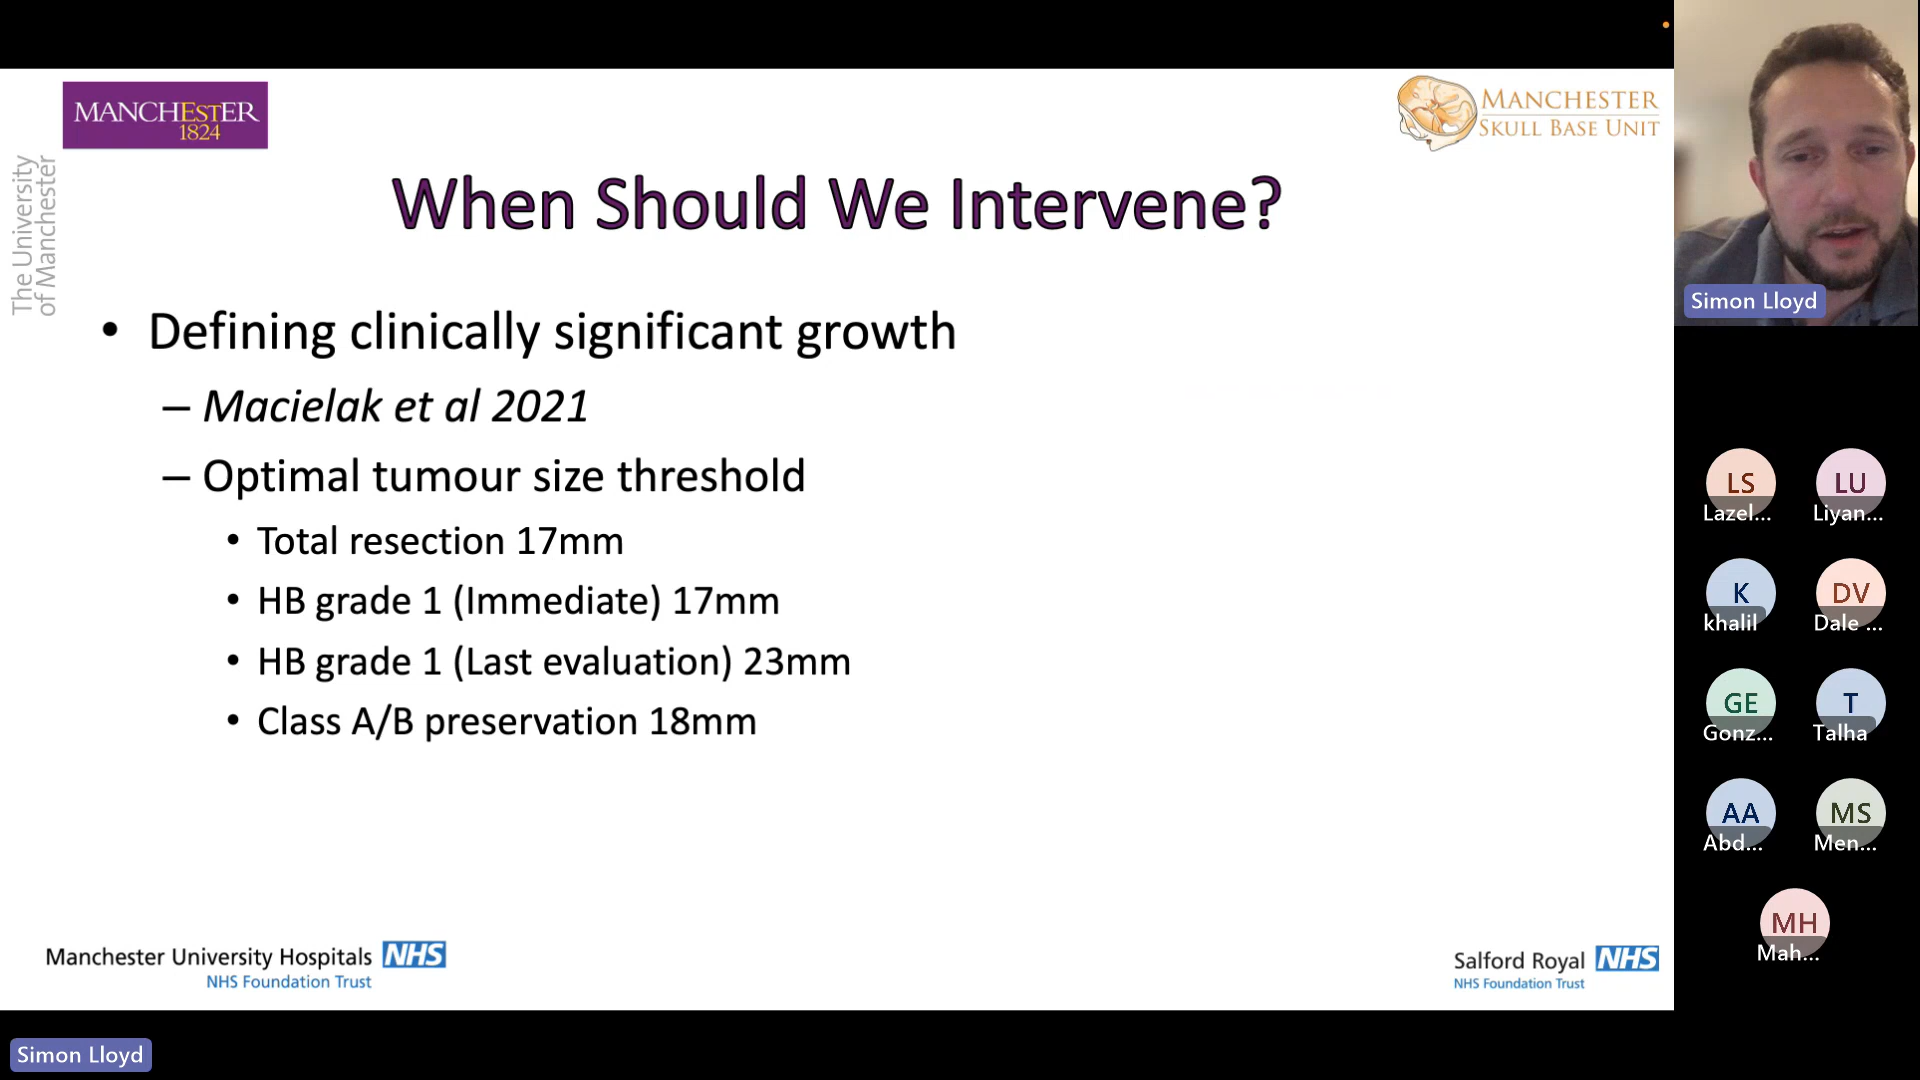 MANCHESTER
1824
The University
of Manchester
MANCHESTER
SKULL BASE UNIT
When Should We Intervene?
• Defining clinically significant growth
– Macielak et al 2021
– Optimal tumour size threshold
• Total resection 17mm
• HB grade 1 (Immediate) 17mm
• HB grade 1 (Last evaluation) 23mm
• Class A/B preservation 18mm
Manchester University Hospitals NHS
NHS Foundation Trust
Salford Royal NHS
NHS Foundation Trust
Simon Lloyd
LS
Lazel...
LU
Liyan...
K
khalil
DV
Dale ...
GE
Gonz...
T
Talha
AA
Abd...
MS
Men...
MH
Mah...
Simon Lloyd